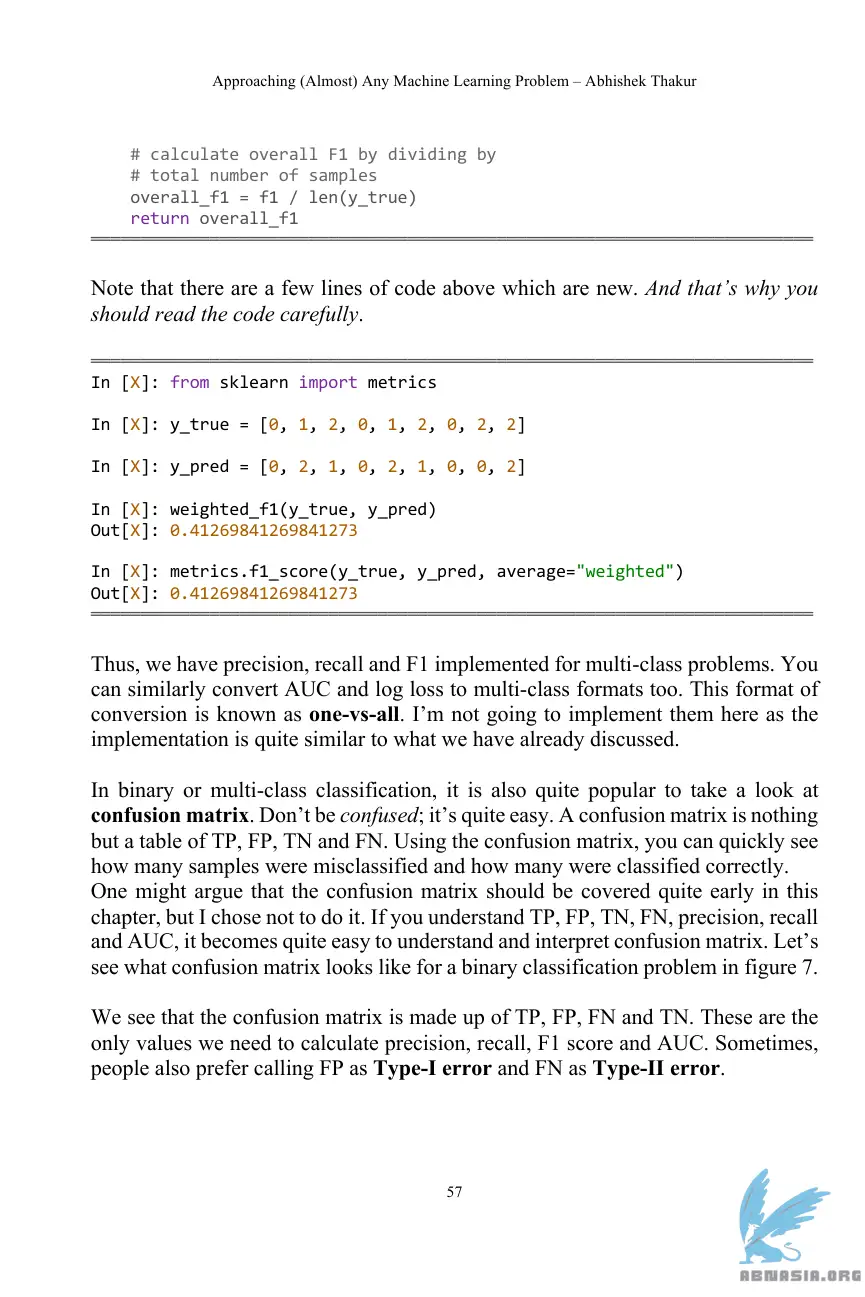 Approaching (Almost) Any Machine Learning Problem – Abhishek Thakur
# calculate overall F1 by dividing by
# total number of samples
overall_f1 = f1 / len(y_true)
return overall_f1
Note that there are a few lines of code above which are new. And that’s why you
should read the code carefully.
In [X]: from sklearn import metrics
In [X]: y_true = [0, 1, 2, 0, 1, 2, 0, 2, 2]
In [X]: y_pred = [0, 2, 1, 0, 2, 1, 0, 0, 2]
In [X]: weighted_f1(y_true, y_pred)
Out[X]: 0.41269841269841273
In [X]: metrics.f1_score(y_true, y_pred, average="weighted")
Out[X]: 0.41269841269841273
Thus, we have precision, recall and F1 implemented for multi-class problems. You
can similarly convert AUC and log loss to multi-class formats too. This format of
conversion is known as one-vs-all. I’m not going to implement them here as the
implementation is quite similar to what we have already discussed.
In binary or multi-class classification, it is also quite popular to take a look at
confusion matrix. Don’t be confused; it’s quite easy. A confusion matrix is nothing
but a table of TP, FP, TN and FN. Using the confusion matrix, you can quickly see
how many samples were misclassified and how many were classified correctly.
One might argue that the confusion matrix should be covered quite early in this
chapter, but I chose not to do it. If you understand TP, FP, TN, FN, precision, recall
and AUC, it becomes quite easy to understand and interpret confusion matrix. Let’s
see what confusion matrix looks like for a binary classification problem in figure 7.
We see that the confusion matrix is made up of TP, FP, FN and TN. These are the
only values we need to calculate precision, recall, F1 score and AUC. Sometimes,
people also prefer calling FP as Type-I error and FN as Type-II error.
57
ABNASIA.ORG